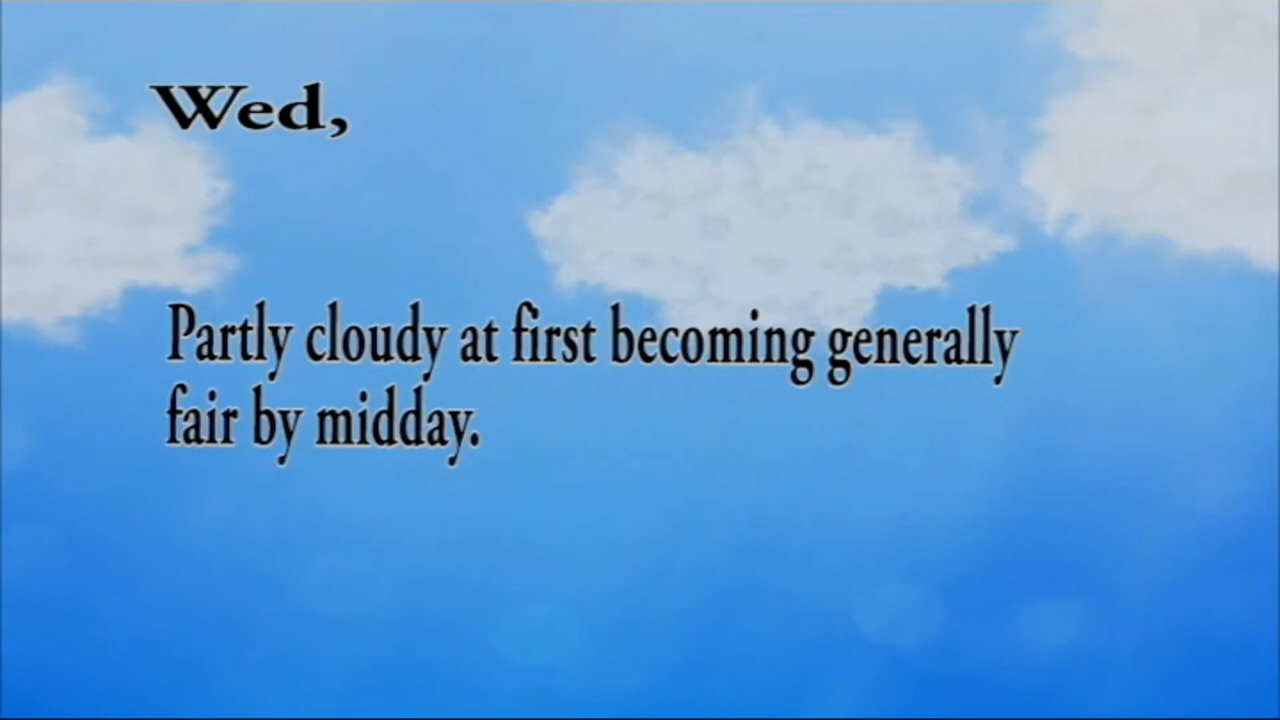 Wed,
Partly cloudy at first becoming generally
fair by midday.